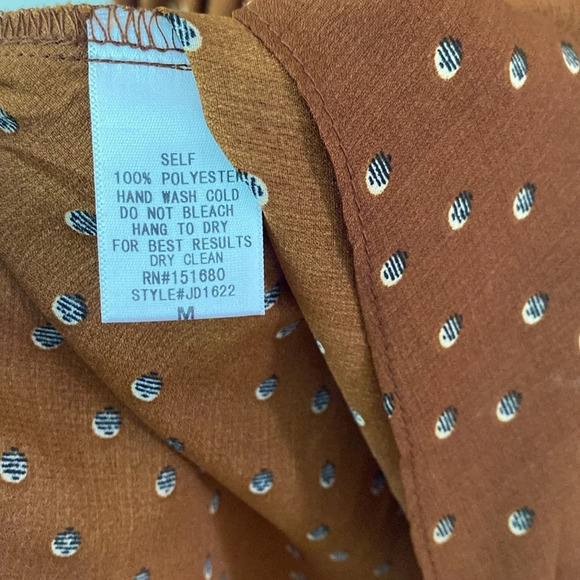 SELF
100% POLYESTER
HAND WASH COLD
DO NOT BLEACH
HANG TO DRY
FOR BEST RESULTS
DRY CLEAN
RN#151680
STYLE#JD1622
M